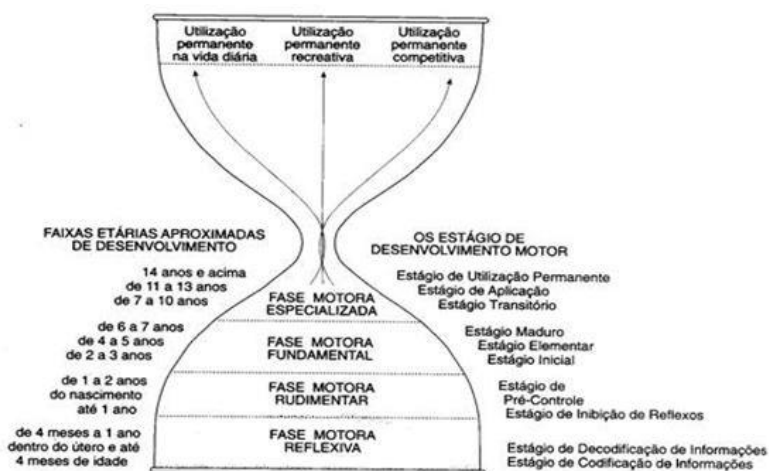 Utilização permanente na vida diária
Utilização permanente recreativa
Utilização permanente competitiva
FAIXAS ETÁRIAS APROXIMADAS
DE DESENVOLVIMENTO
OS ESTÁGIO DE
DESENVOLVIMENTO MOTOR
14 anos e acima
de 11 a 13 anos
de 7 a 10 anos
FASE MOTORA
ESPECIALIZADA
Estágio de Utilização Permanente
Estágio de Aplicação
Estágio Transitório
de 6 a 7 anos
de 4 a 5 anos
de 2 a 3 anos
FASE MOTORA
FUNDAMENTAL
Estágio Maduro
Estágio Elementar
Estágio Inicial
de 1 a 2 anos
do nascimento
até 1 ano
FASE MOTORA
RUDIMENTAR
Estágio de
Pré-Controle
Estágio de Inibição de Reflexos
de 4 meses a 1 ano
dentro do útero e até
4 meses de idade
FASE MOTORA
REFLEXIVA
Estágio de Decodificação de Informações
Estágio de Codificação de Informações